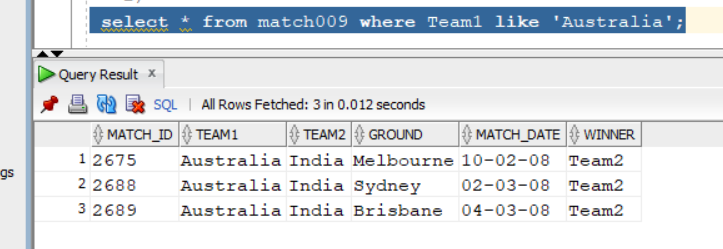 select * from match009 where Team1 like 'Australia';
Query Result x
SQL | All Rows Fetched: 3 in 0.012 seconds
MATCH_ID TEAM1 TEAM2 GROUND MATCH_DATE WINNER
1 2675 Australia India Melbourne 10-02-08 Team2
gs
2 2688 Australia India Sydney 02-03-08 Team2
3 2689 Australia India Brisbane 04-03-08 Team2